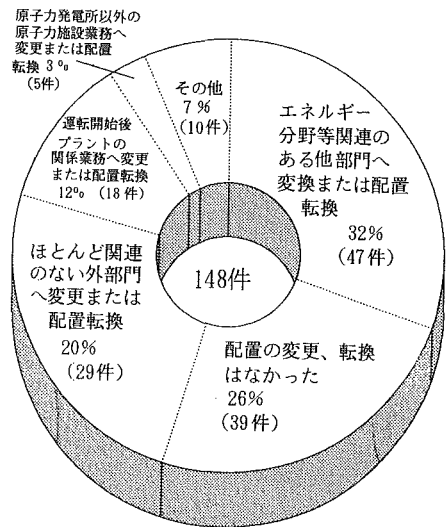 原子力発電所以外の
原子力施設業務へ
変更または配置
転換 3%
(5件)
その他
7%
(10件)
エネルギー
分野等関連の
ある他部門へ
変換または配置
転換
32%
(47件)
運転開始後
プラントの
関係業務へ変更
または配置転換
12% (18件)
ほとんど関連
のない外部門
へ変更または
配置転換
20%
(29件)
148件
配置の変更、転換
はなかった
26%
(39件)